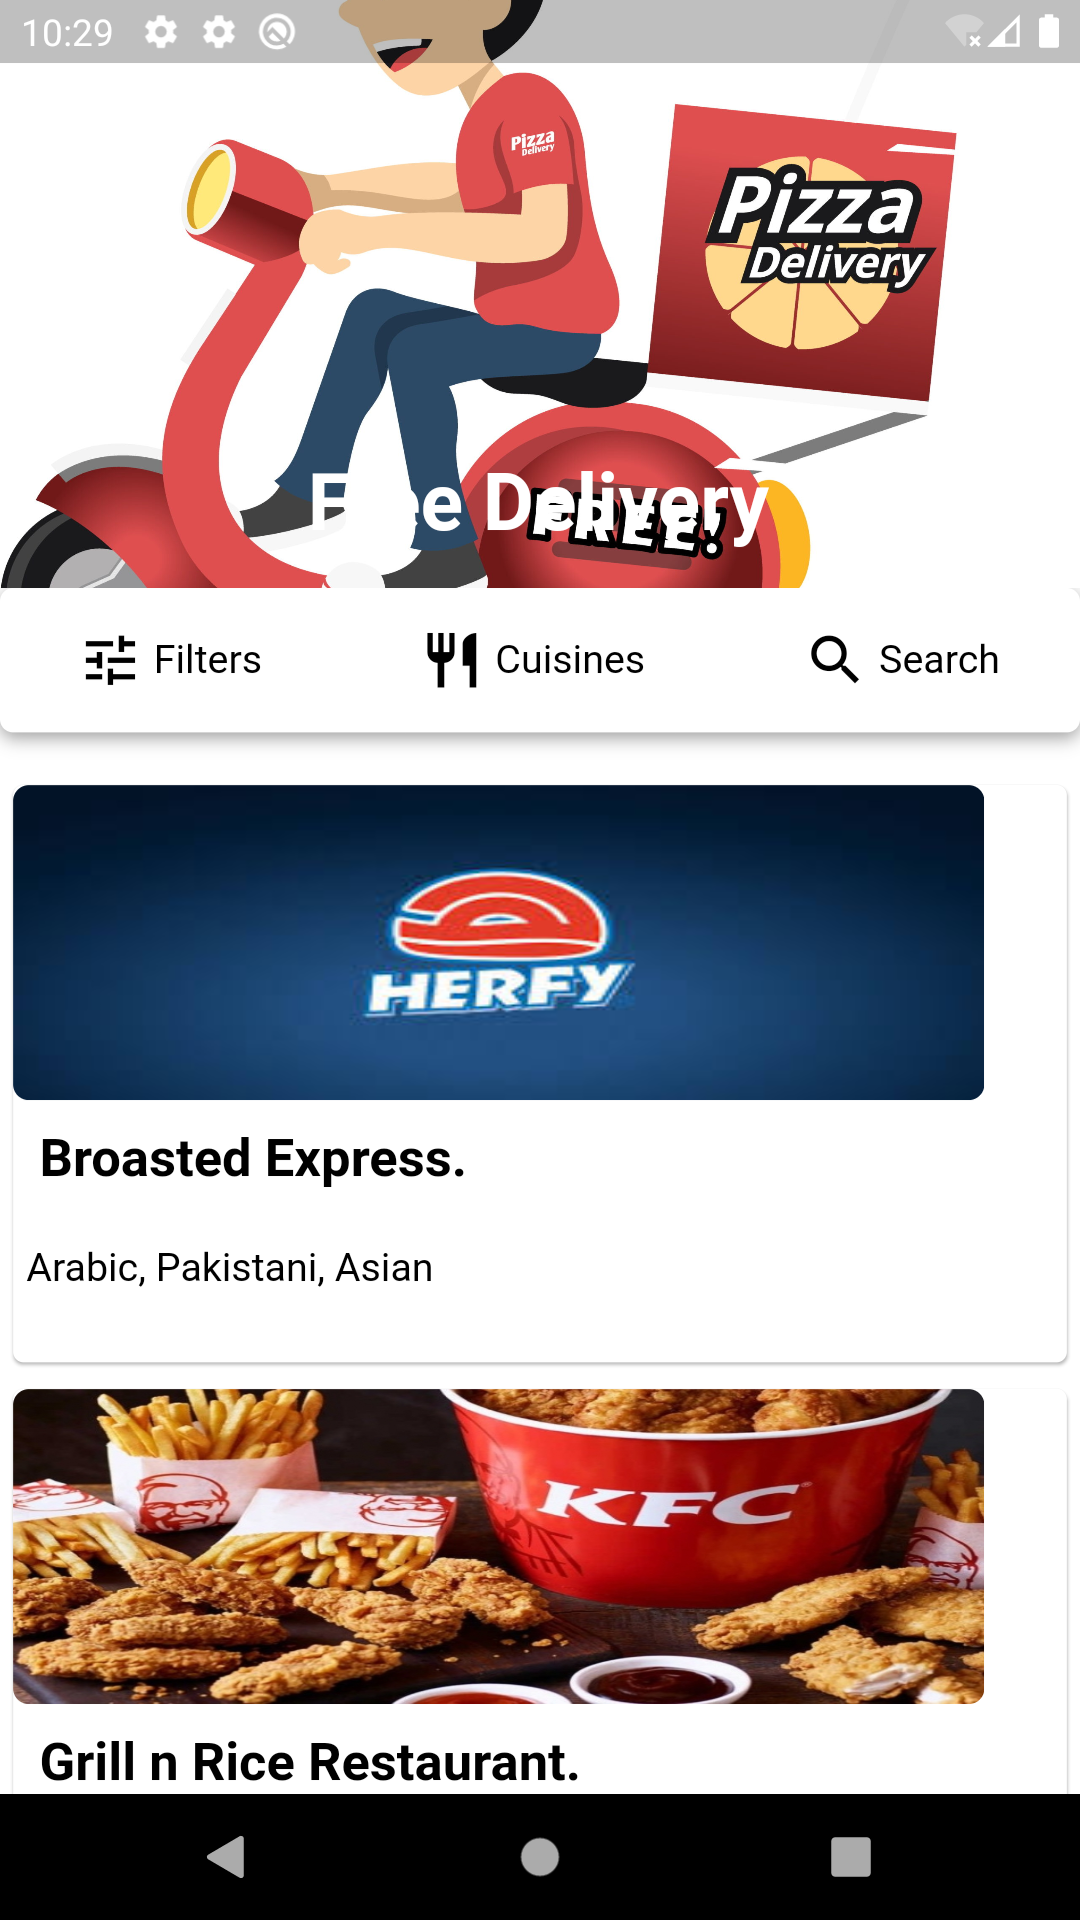 10:29
Pizza
Delivery
Pizza
Delivery
Free Delivery
FREE!
Filters
Cuisines
Search
HERFY
Broasted Express.
Arabic, Pakistani, Asian
KFC
Grill n Rice Restaurant.